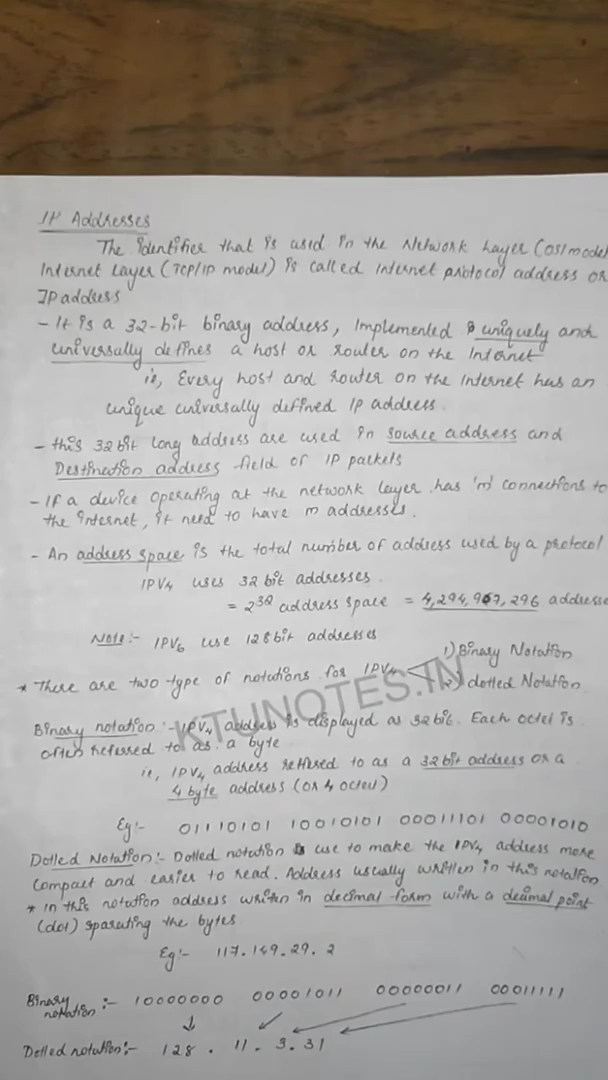 IP Addresses
The Identifier that is used in the Network Layer (OSI model
Internet Layer (TCP/IP model) is called internet protocol address or
IP address
- It is a 32-bit binary address, implemented uniquely and
universally defines a host or router on the Internet
ie, Every host and router on the internet has an
unique universally defined IP address.
- this 32 bit long address are used in source address and
Destination address field of IP packets
- If a device operating at the network layer has 'm' connections to
the internet, it need to have m addresses.
- An address space is the total number of address used by a protocol
IPV4 uses 32 bit addresses.
= 2^32 address space = 4,294,967,296 addresse
Note:- IPV6 use 128 bit addresses
1) Binary Notation
* There are two type of notations for IPV4
2) dotted Notation
KTUNOTES.IN
Binary notation:- IPV4 address is displayed as 32 bit. Each octet is
often referred to as a byte
ie, IPV4 address reffered to as a 32 bit address or a
4 byte address (or 4 octet)
Eg:- 01110101 10010101 00011101 00001010
Dotted Notation:- Dotted notation use to make the IPV4 address more
compact and easier to read. Address usually written in this notation
* in this notation address written in decimal form with a decimal point
(dot) sparating the bytes.
Eg:- 117.149.29.2
Binary notation:- 10000000 00001011 00000011 00011111
Dotted notation:- 128 . 11 . 3 . 31